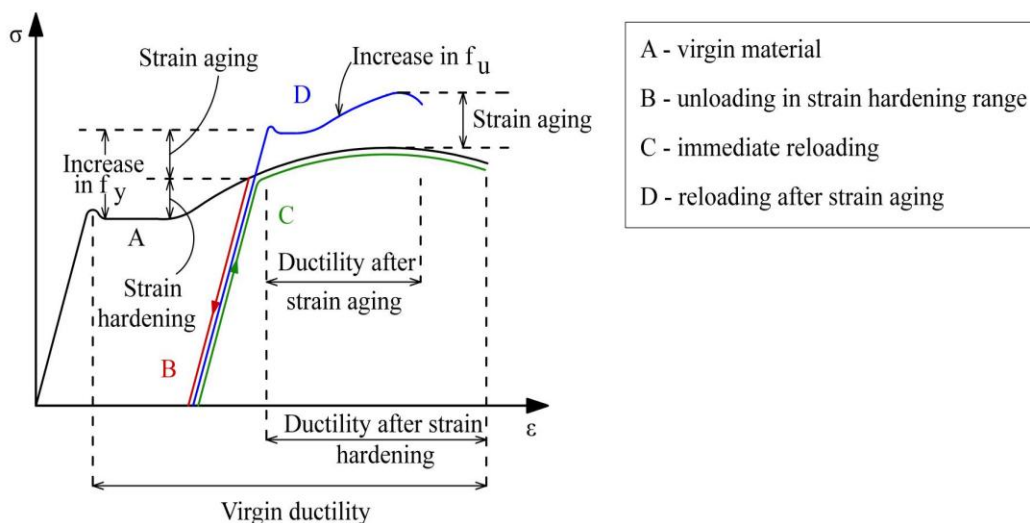 σ
Strain aging
Increase in f u
D
Strain aging
Increase
in f y
A
C
Ductility after
strain aging
Strain
hardening
B
ε
Ductility after strain
hardening
Virgin ductility
A - virgin material
B - unloading in strain hardening range
C - immediate reloading
D - reloading after strain aging